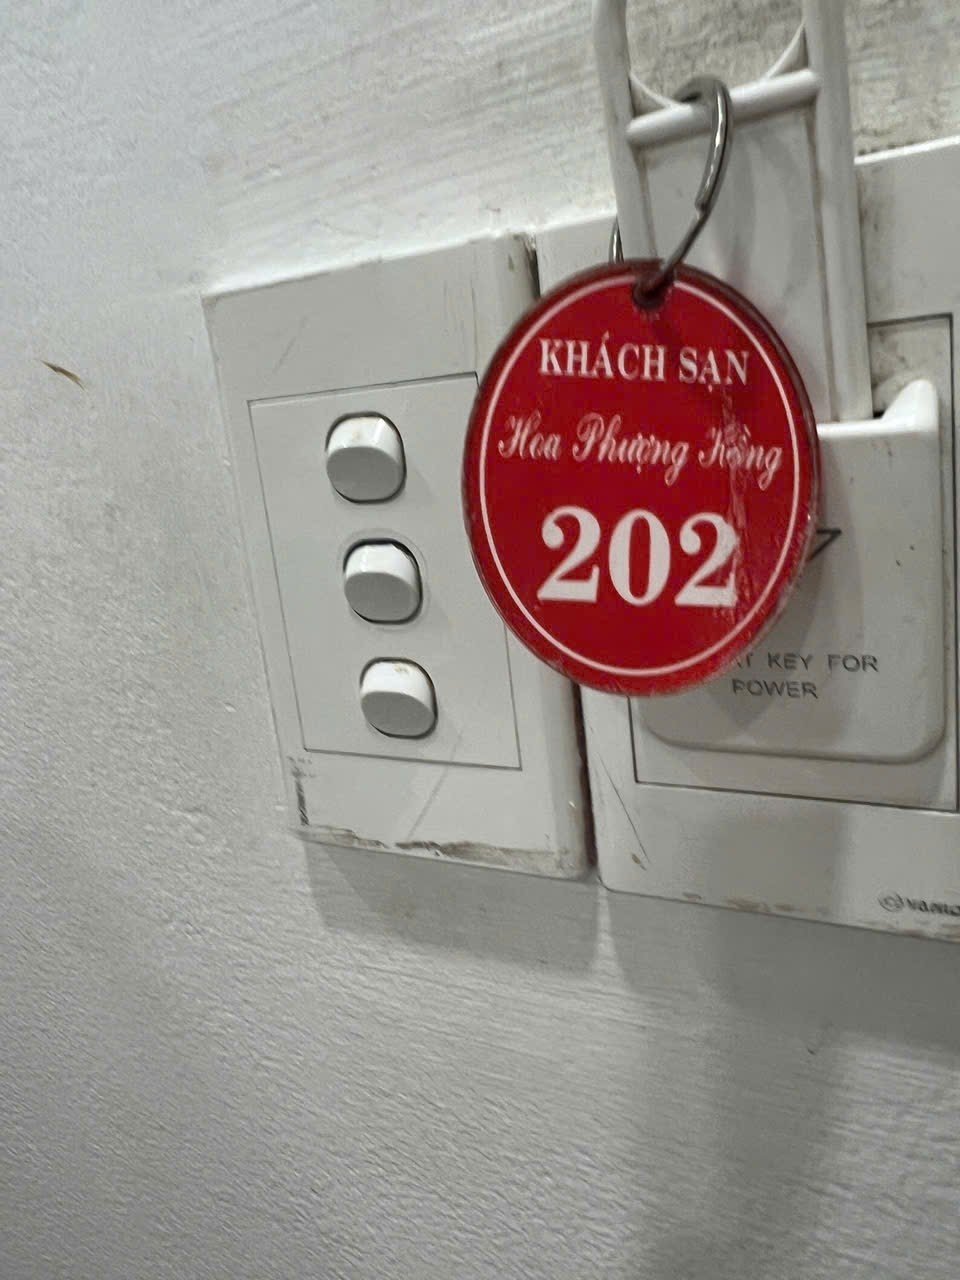 KHÁCH SẠN
Hoa Phượng Hồng
202
KEY FOR
POWER